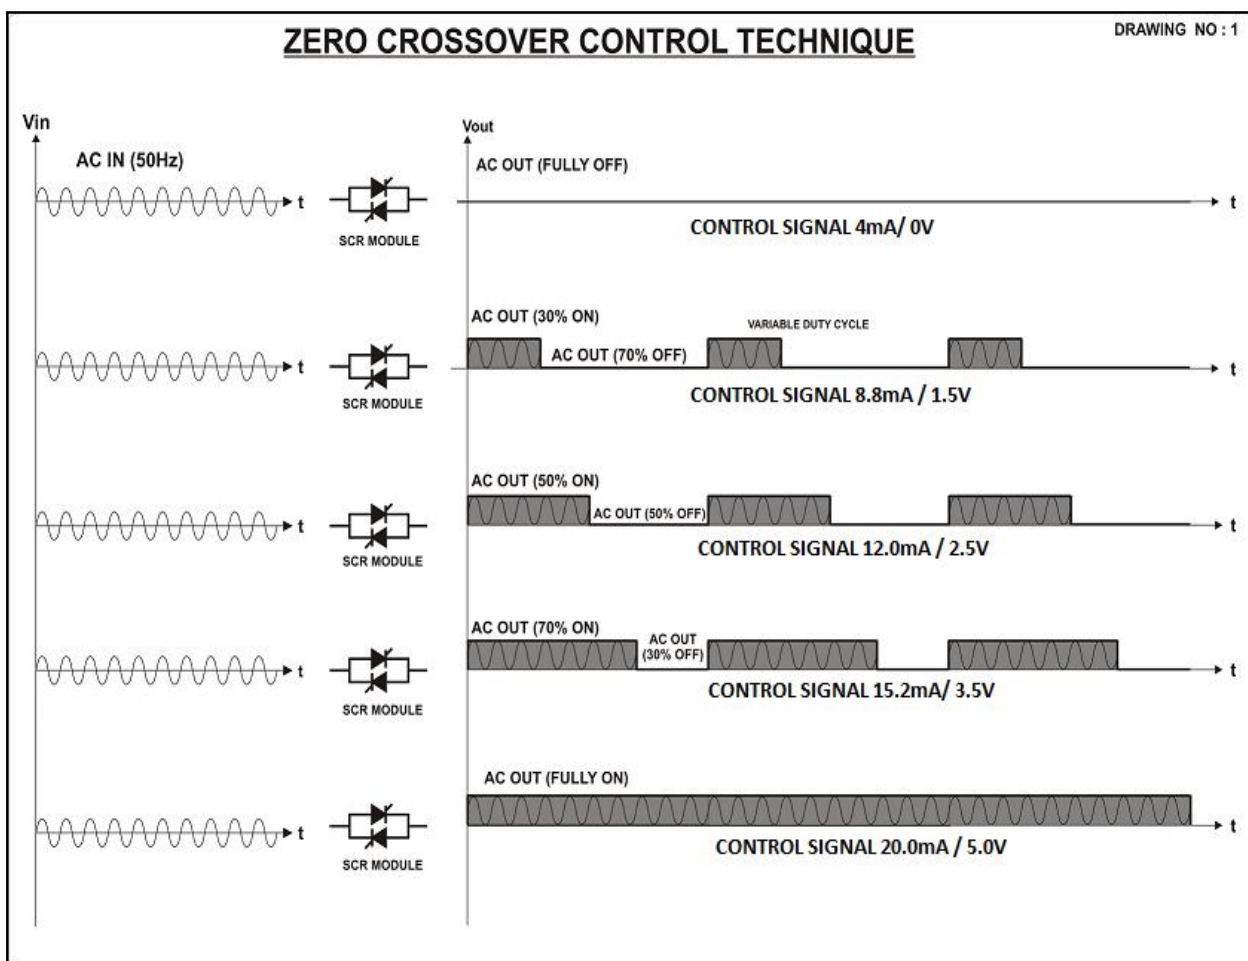 ZERO CROSSOVER CONTROL TECHNIQUE
DRAWING NO : 1
Vin
AC IN (50Hz)
t
SCR MODULE
Vout
AC OUT (FULLY OFF)
t
CONTROL SIGNAL 4mA/ 0V
t
SCR MODULE
AC OUT (30% ON)
AC OUT (70% OFF)
VARIABLE DUTY CYCLE
t
CONTROL SIGNAL 8.8mA / 1.5V
t
SCR MODULE
AC OUT (50% ON)
AC OUT (50% OFF)
t
CONTROL SIGNAL 12.0mA / 2.5V
t
SCR MODULE
AC OUT (70% ON)
AC OUT
(30% OFF)
t
CONTROL SIGNAL 15.2mA/ 3.5V
t
SCR MODULE
AC OUT (FULLY ON)
t
CONTROL SIGNAL 20.0mA / 5.0V